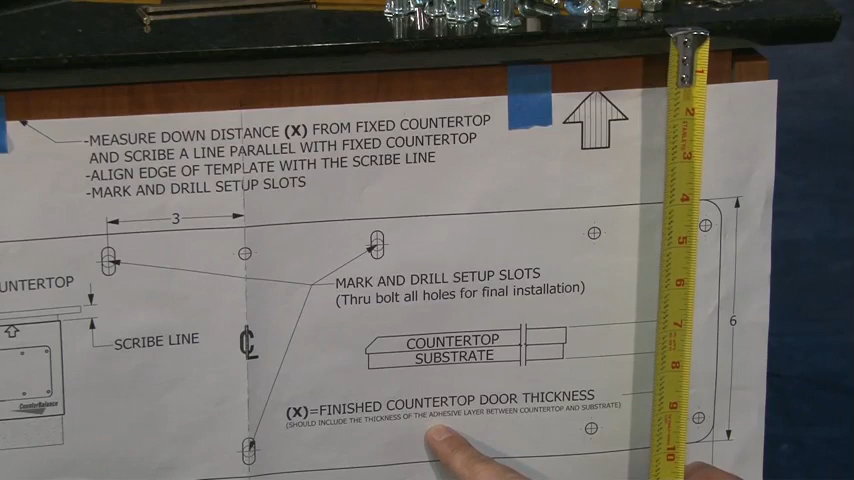 -MEASURE DOWN DISTANCE (X) FROM FIXED COUNTERTOP
AND SCRIBE A LINE PARALLEL WITH FIXED COUNTERTOP
-ALIGN EDGE OF TEMPLATE WITH THE SCRIBE LINE
-MARK AND DRILL SETUP SLOTS
3
UNTERTOP
MARK AND DRILL SETUP SLOTS
(Thru bolt all holes for final installation)
SCRIBE LINE
COUNTERTOP
SUBSTRATE
6
CounterBalance
(X)=FINISHED COUNTERTOP DOOR THICKNESS
(SHOULD INCLUDE THE THICKNESS OF THE ADHESIVE LAYER BETWEEN COUNTERTOP AND SUBSTRATE)
1
2
3
4
5
6
7
8
9
10